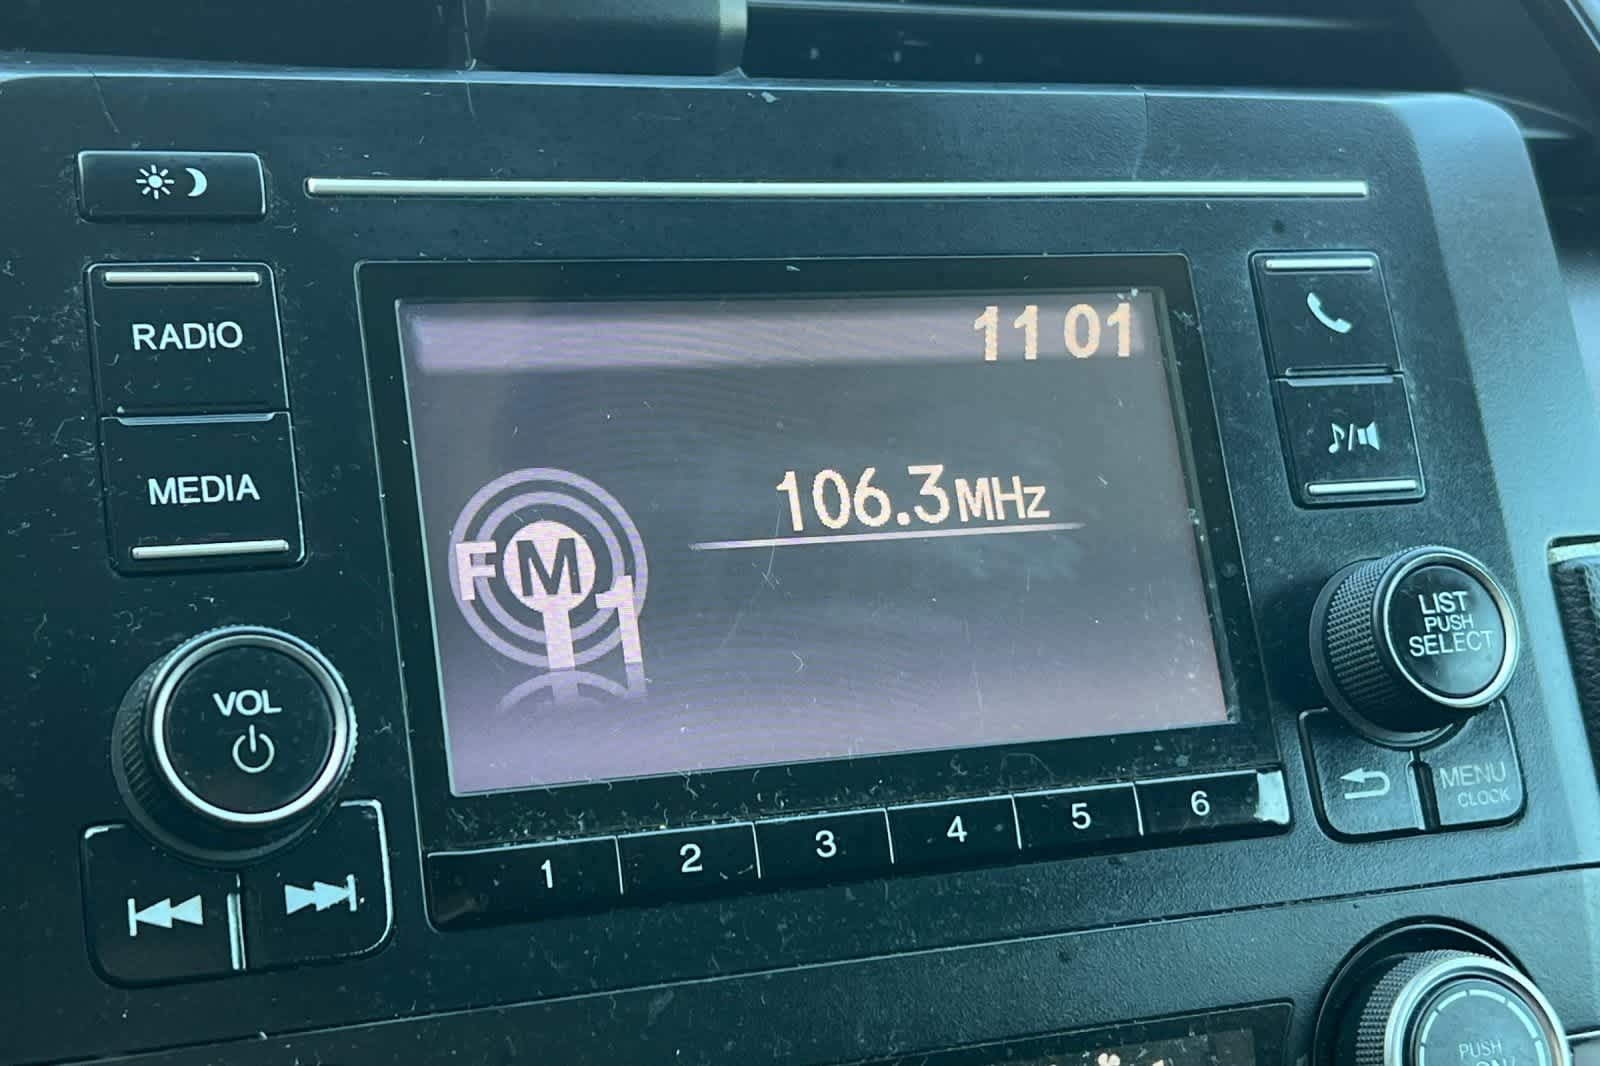 11 01
RADIO
MEDIA
106.3MHz
FM
1
LIST
PUSH
SELECT
VOL
MENU
CLOCK
1 2 3 4 5 6
PUSH